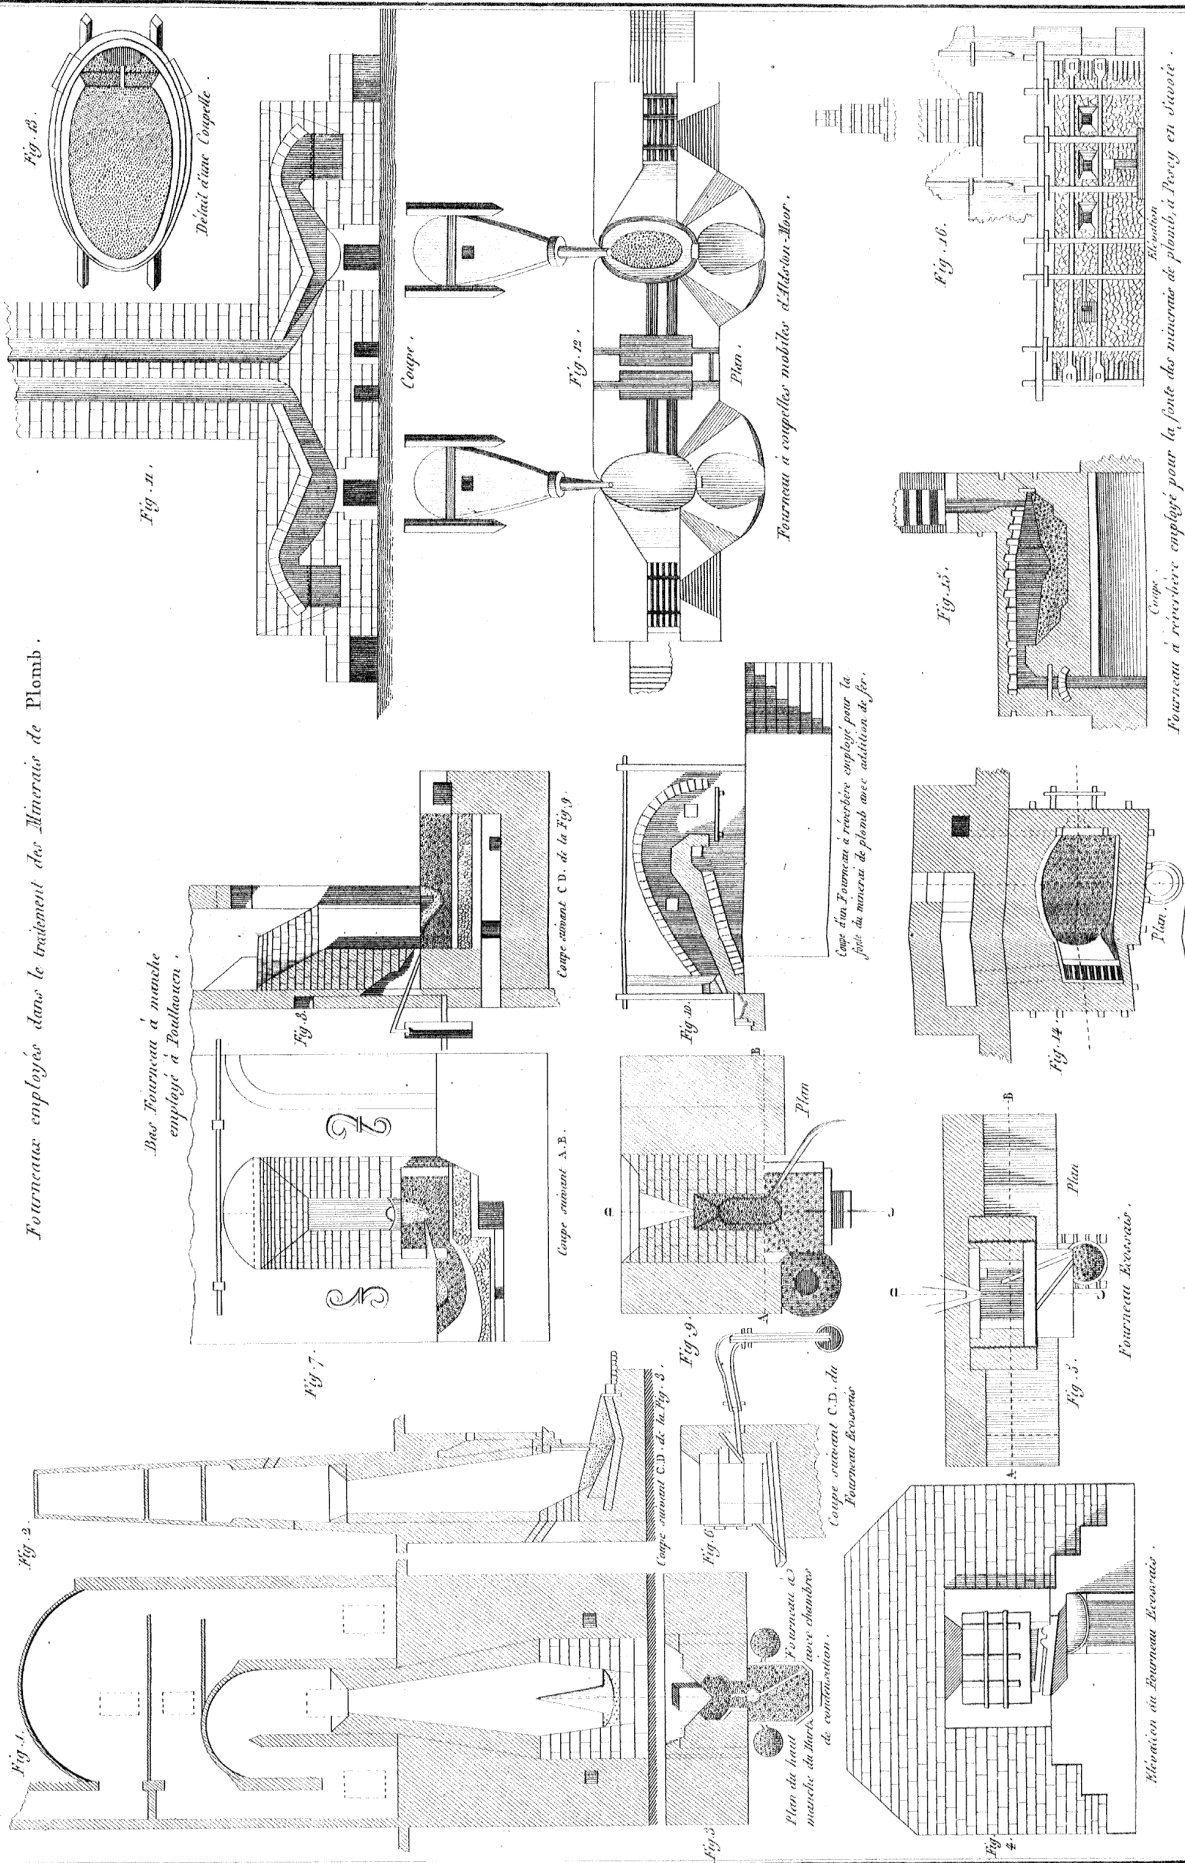 Fourneaux employés dans le traitement des Minerais de Plomb.
Fig. 1.
Fig. 2.
Coupe suivant C.D. de la Fig. 3.
Fig. 3
Plan du haut Fourneau à
manche du Hartz avec chambres
de condensation.
Fig. 4.
Elévation du Fourneau Ecossais.
Fig. 5.
A
B
C
D
Plan
Fourneau Ecossais.
Fig. 6.
Coupe suivant C.D. du
Fourneau Ecossais
Bas Fourneau à manche
employé à Poullaouen.
Fig. 7.
Coupe suivant A.B.
Fig. 8.
Coupe suivant C.D. de la Fig. 9.
Fig. 9.
A
B
C
D
Plan
Fig. 10.
Coupe d'un Fourneau à réverbère employé pour la
fonte du minerai de plomb avec addition de fer.
Fig. 11.
Coupe.
Fig. 12.
Plan.
Fourneau à coupelles mobiles d'Aldston-Moor.
Fig. 13.
Détail d'une Coupelle.
Fig. 14.
Plan.
Fig. 15.
Coupe
Fig. 16.
Elévation
Fourneau à réverbère employé pour la fonte des minerais de plomb, à Pesey en Savoie.